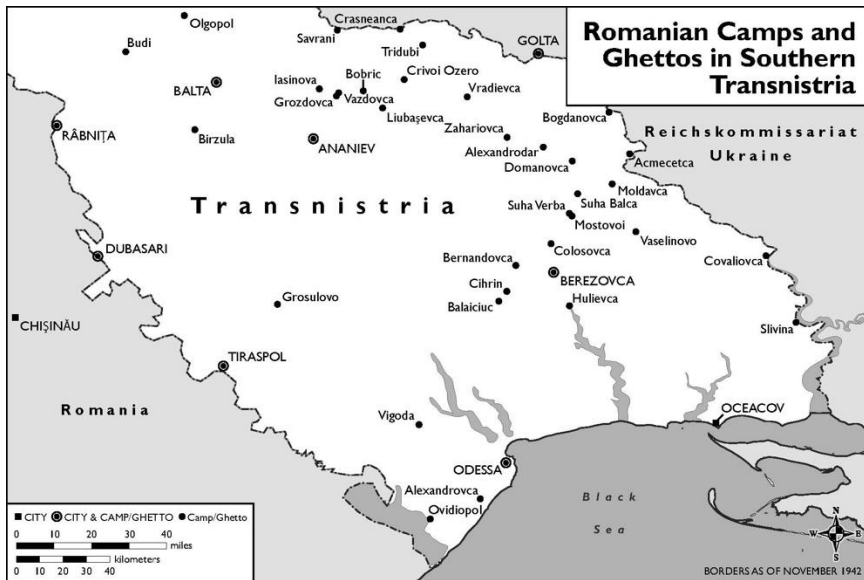 Romanian Camps and
Ghettos in Southern
Transnistria
Crasneanca
Olgopol
Savrani
GOLTA
Budi
Tridubi
BALTA
Iasinova
Bobric
Crivoi Ozero
Grozdovca
Vazdovca
Vradievca
Liubaşevca
Bogdanovca
RÂBNIŢA
Birzula
ANANIEV
Zahariovca
Alexandrodar
Domanovca
Acmecetca
Reichskommissariat
Ukraine
Moldavca
Suha Balca
Transnistria
Suha Verba
Mostovoi
Vaselinovo
DUBASARI
Colosovca
Bernandovca
Covaliovca
BEREZOVCA
Cihrin
Grosulovo
Balaiciuc
Hulievca
CHIŞINĂU
Slivina
TIRASPOL
Romania
Vigoda
OCEACOV
ODESSA
Alexandrovca
Ovidiopol
Black
Sea
CITY CITY & CAMP/GHETTO Camp/Ghetto
0 10 20 30 40
miles
kilometers
0 10 20 30 40
N
W E
S
BORDERS AS OF NOVEMBER 1942